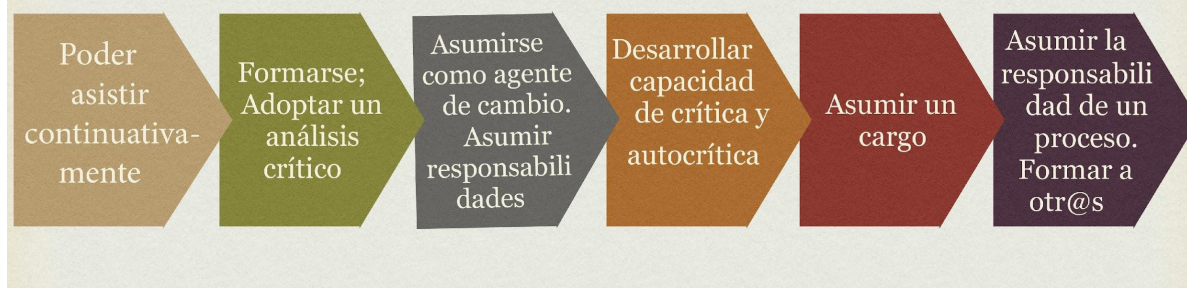 Poder
asistir
continuativa-
mente
Formarse;
Adoptar un
análisis
crítico
Asumirse
como agente
de cambio.
Asumir
responsabili
dades
Desarrollar
capacidad
de crítica y
autocrítica
Asumir un
cargo
Asumir la
responsabili
dad de un
proceso.
Formar a
otr@s